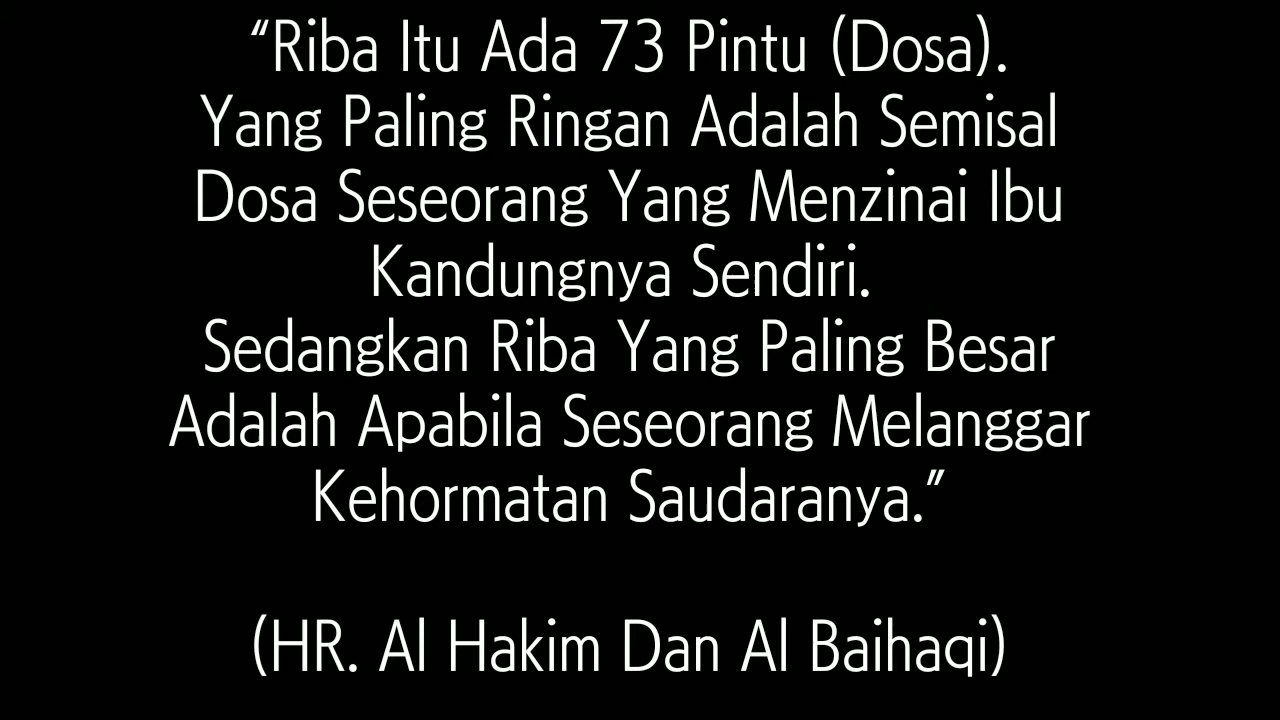 “Riba Itu Ada 73 Pintu (Dosa).
Yang Paling Ringan Adalah Semisal
Dosa Seseorang Yang Menzinai Ibu
Kandungnya Sendiri.
Sedangkan Riba Yang Paling Besar
Adalah Apabila Seseorang Melanggar
Kehormatan Saudaranya.”
(HR. Al Hakim Dan Al Baihaqi)